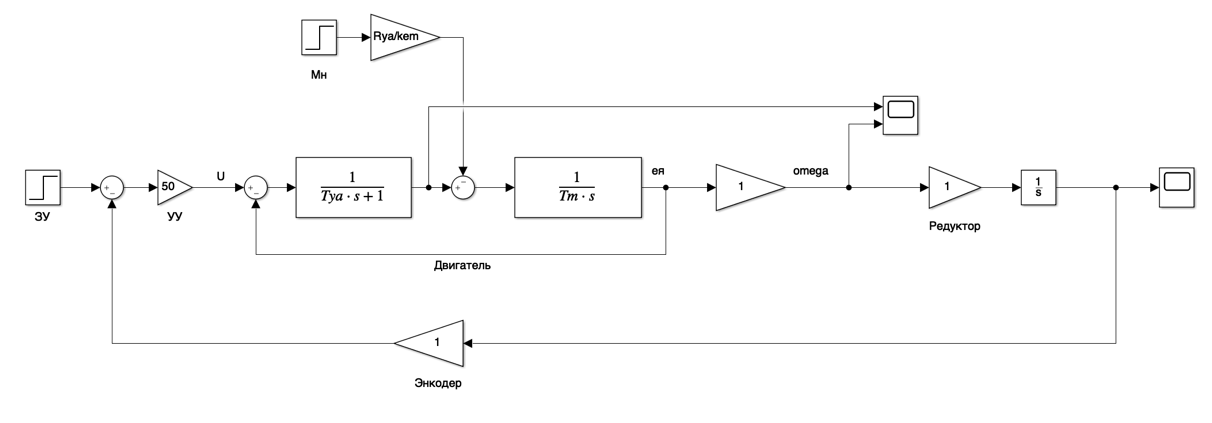 Rya/kem
Мн
ЗУ
+
−
50
УУ
U
+
−
1
Tya · s + 1
+
−
1
Tm · s
ея
1
omega
1
Редуктор
1
s
Двигатель
1
Энкодер